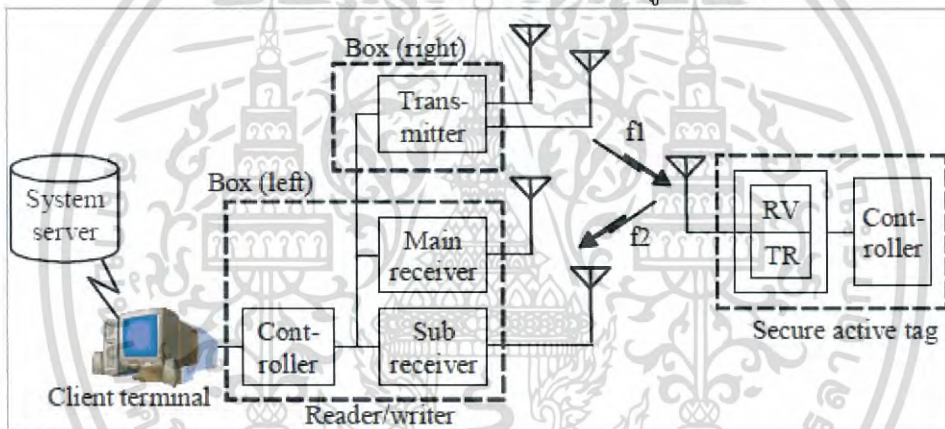 Box (right)
Trans-
mitter
f1
System
server
Box (left)
Main
receiver
f2
RV
TR
Cont-
roller
Secure active tag
Cont-
roller
Sub
receiver
Client terminal
Reader/writer